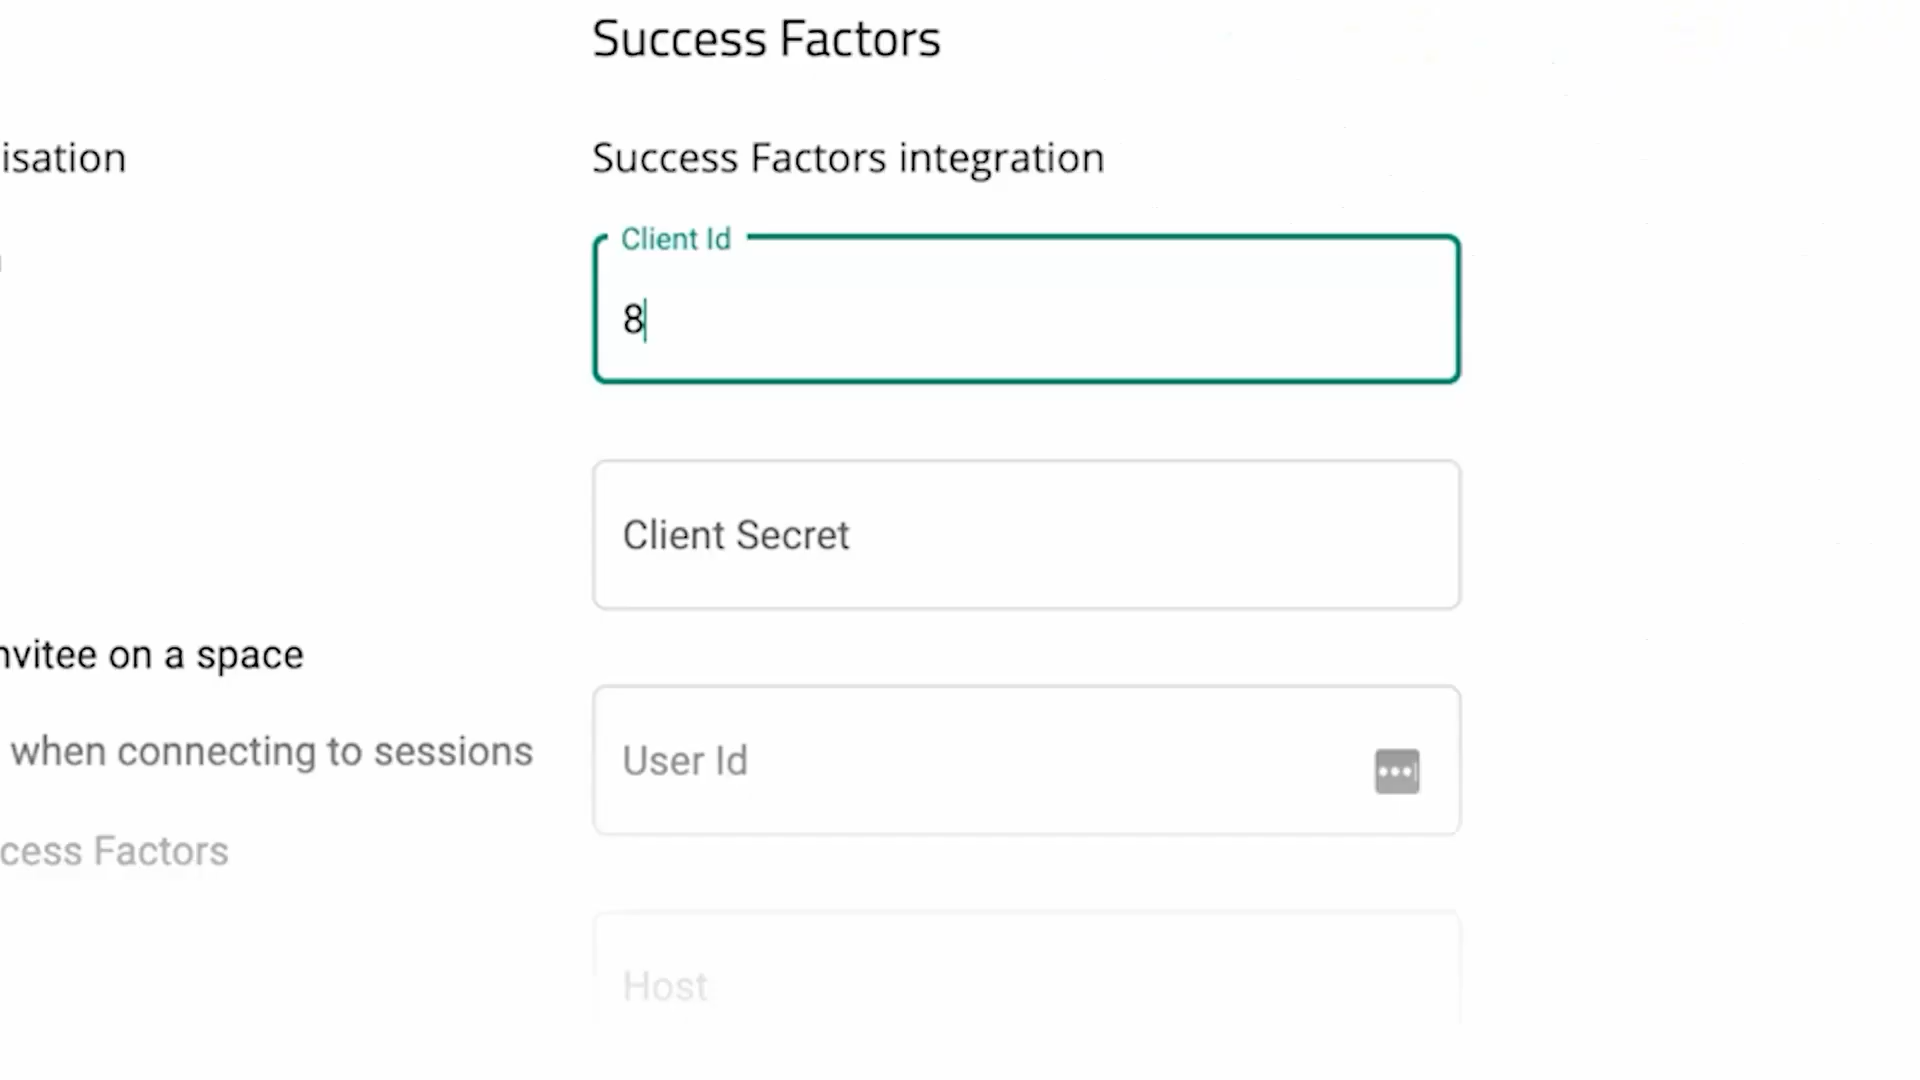 Success Factors
isation
Success Factors integration
Client Id
8
Client Secret
nvitee on a space
User Id
when connecting to sessions
cess Factors
Host